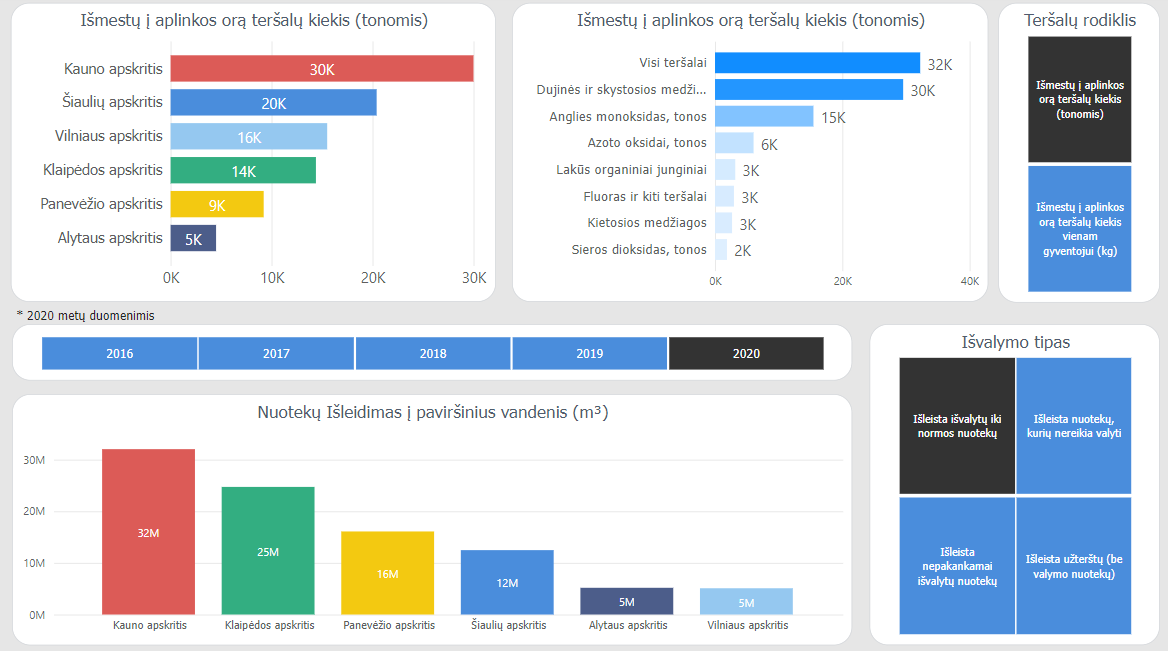 Išmestų į aplinkos orą teršalų kiekis (tonomis)
Kauno apskritis
30K
Šiaulių apskritis
20K
Vilniaus apskritis
16K
Klaipėdos apskritis
14K
Panevėžio apskritis
9K
Alytaus apskritis
5K
0K
10K
20K
30K
Išmestų į aplinkos orą teršalų kiekis (tonomis)
Visi teršalai
32K
Dujinės ir skystosios medži...
30K
Anglies monoksidas, tonos
15K
Azoto oksidai, tonos
6K
Lakūs organiniai junginiai
3K
Fluoras ir kiti teršalai
3K
Kietosios medžiagos
3K
Sieros dioksidas, tonos
2K
0K
20K
40K
Teršalų rodiklis
Išmestų į aplinkos
orą teršalų kiekis
(tonomis)
Išmestų į aplinkos
orą teršalų kiekis
vienam
gyventojui (kg)
* 2020 metų duomenimis
2016
2017
2018
2019
2020
Nuotekų Išleidimas į paviršinius vandenis (m³)
30M
20M
10M
0M
32M
25M
16M
12M
5M
5M
Kauno apskritis
Klaipėdos apskritis
Panevėžio apskritis
Šiaulių apskritis
Alytaus apskritis
Vilniaus apskritis
Išvalymo tipas
Išleista išvalytų iki
normos nuotekų
Išleista nuotekų,
kurių nereikia valyti
Išleista
nepakankamai
išvalytų nuotekų
Išleista užterštų (be
valymo nuotekų)